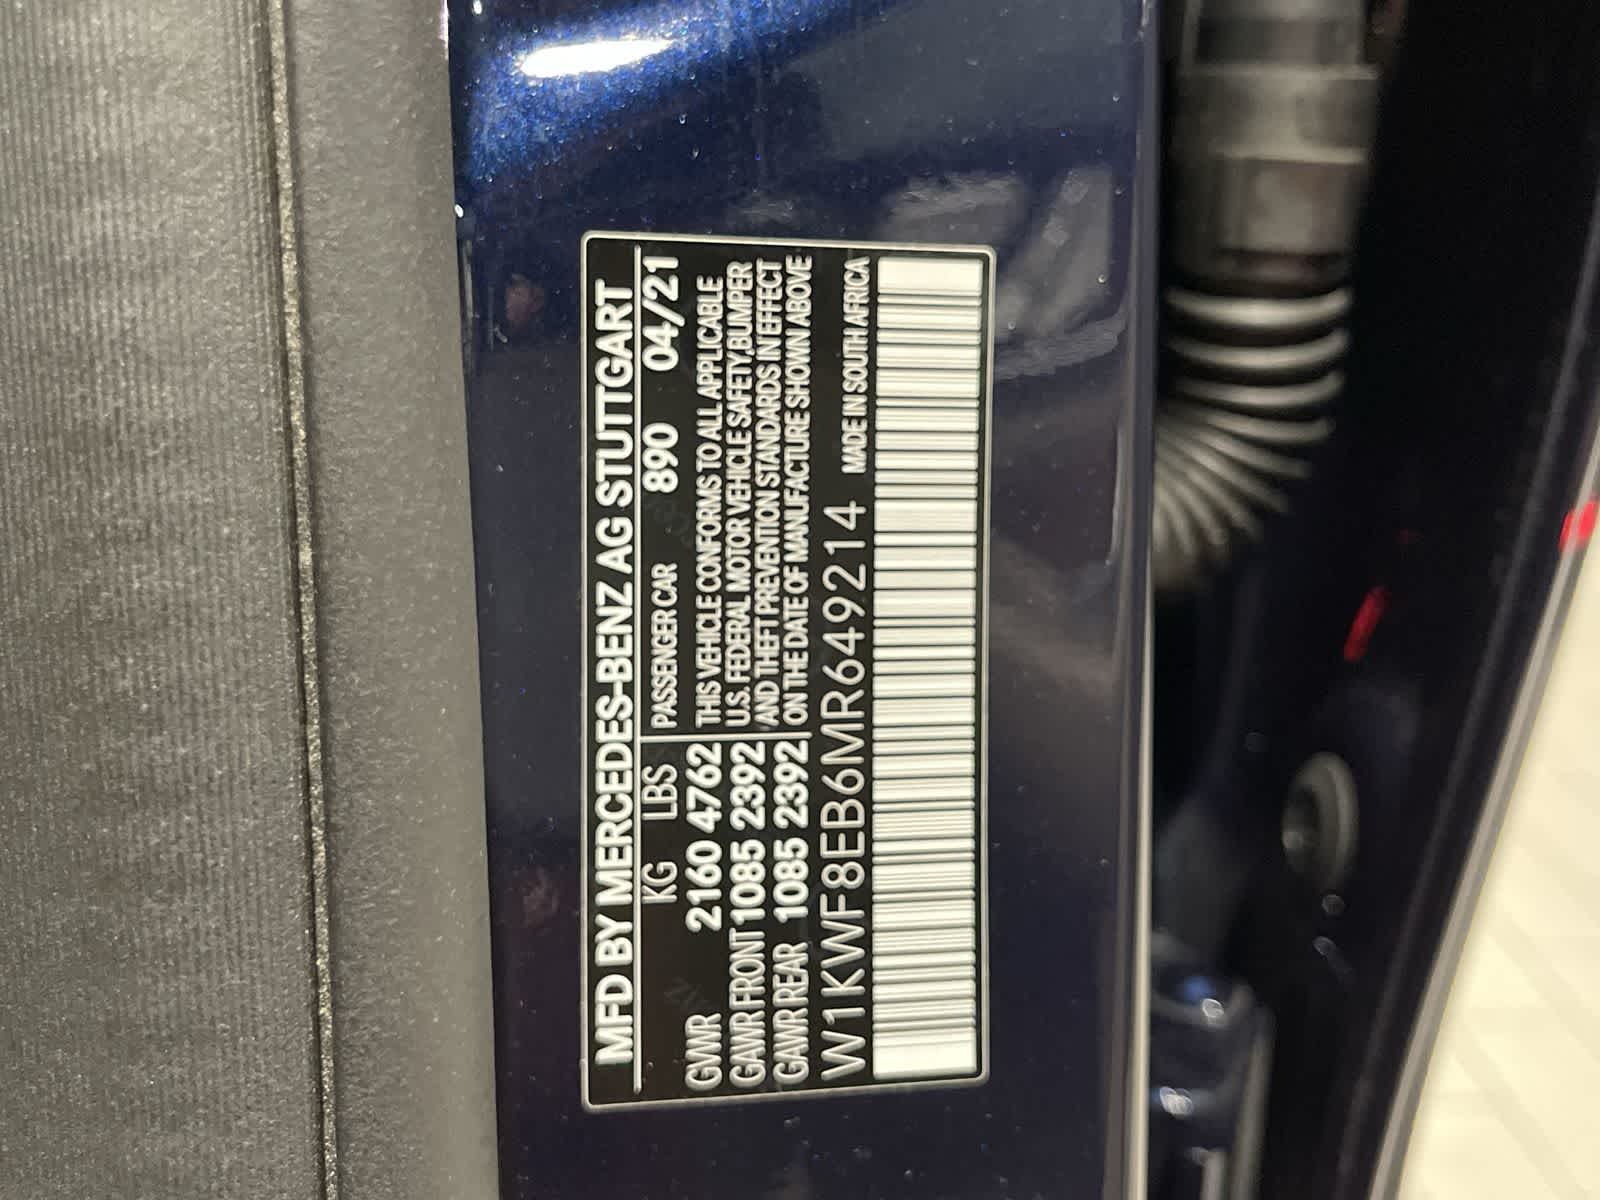 MFD BY MERCEDES-BENZ AG STUTTGART
KG LBS PASSENGER CAR 890 04/21
GVWR 2160 4762 THIS VEHICLE CONFORMS TO ALL APPLICABLE
GAWR FRONT 1085 2392 U.S. FEDERAL MOTOR VEHICLE SAFETY,BUMPER
AND THEFT PREVENTION STANDARDS IN EFFECT
GAWR REAR 1085 2392 ON THE DATE OF MANUFACTURE SHOWN ABOVE
W1KWF8EB6MR649214 MADE IN SOUTH AFRICA